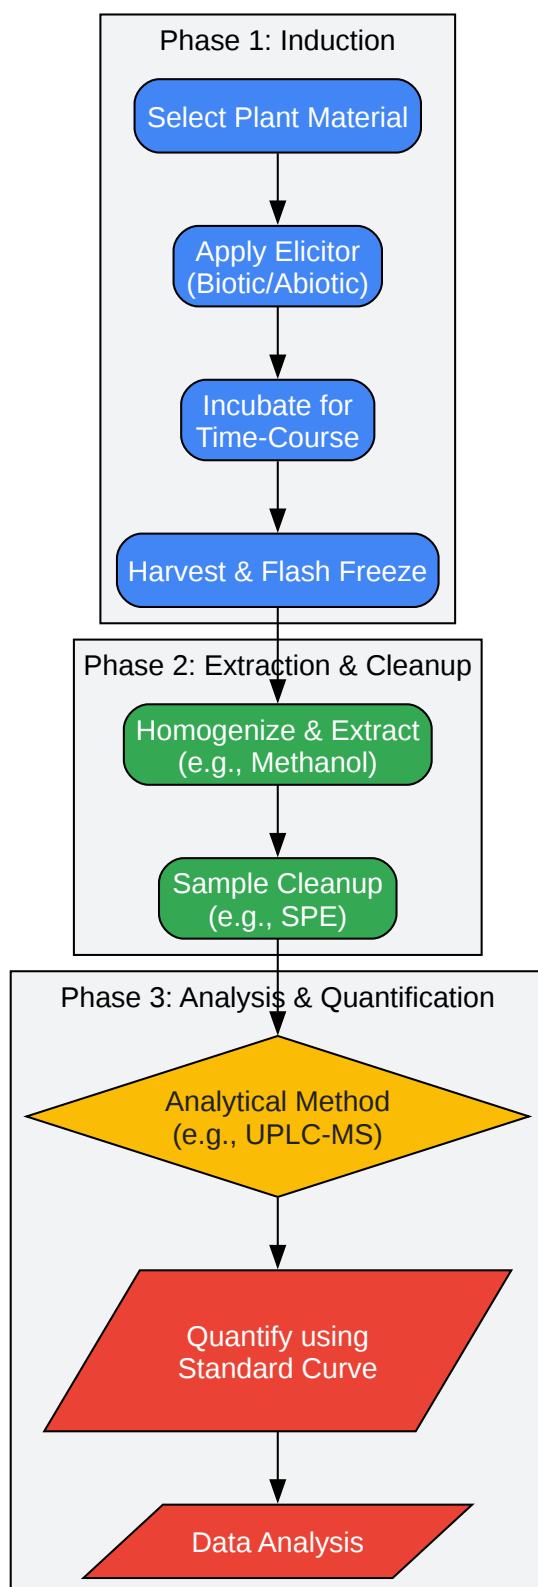 Phase 1: Induction
Select Plant Material
Apply Elicitor
(Biotic/Abiotic)
Incubate for
Time-Course
Harvest & Flash Freeze
Phase 2: Extraction & Cleanup
Homogenize & Extract
(e.g., Methanol)
Sample Cleanup
(e.g., SPE)
Phase 3: Analysis & Quantification
Analytical Method
(e.g., UPLC-MS)
Quantify using
Standard Curve
Data Analysis